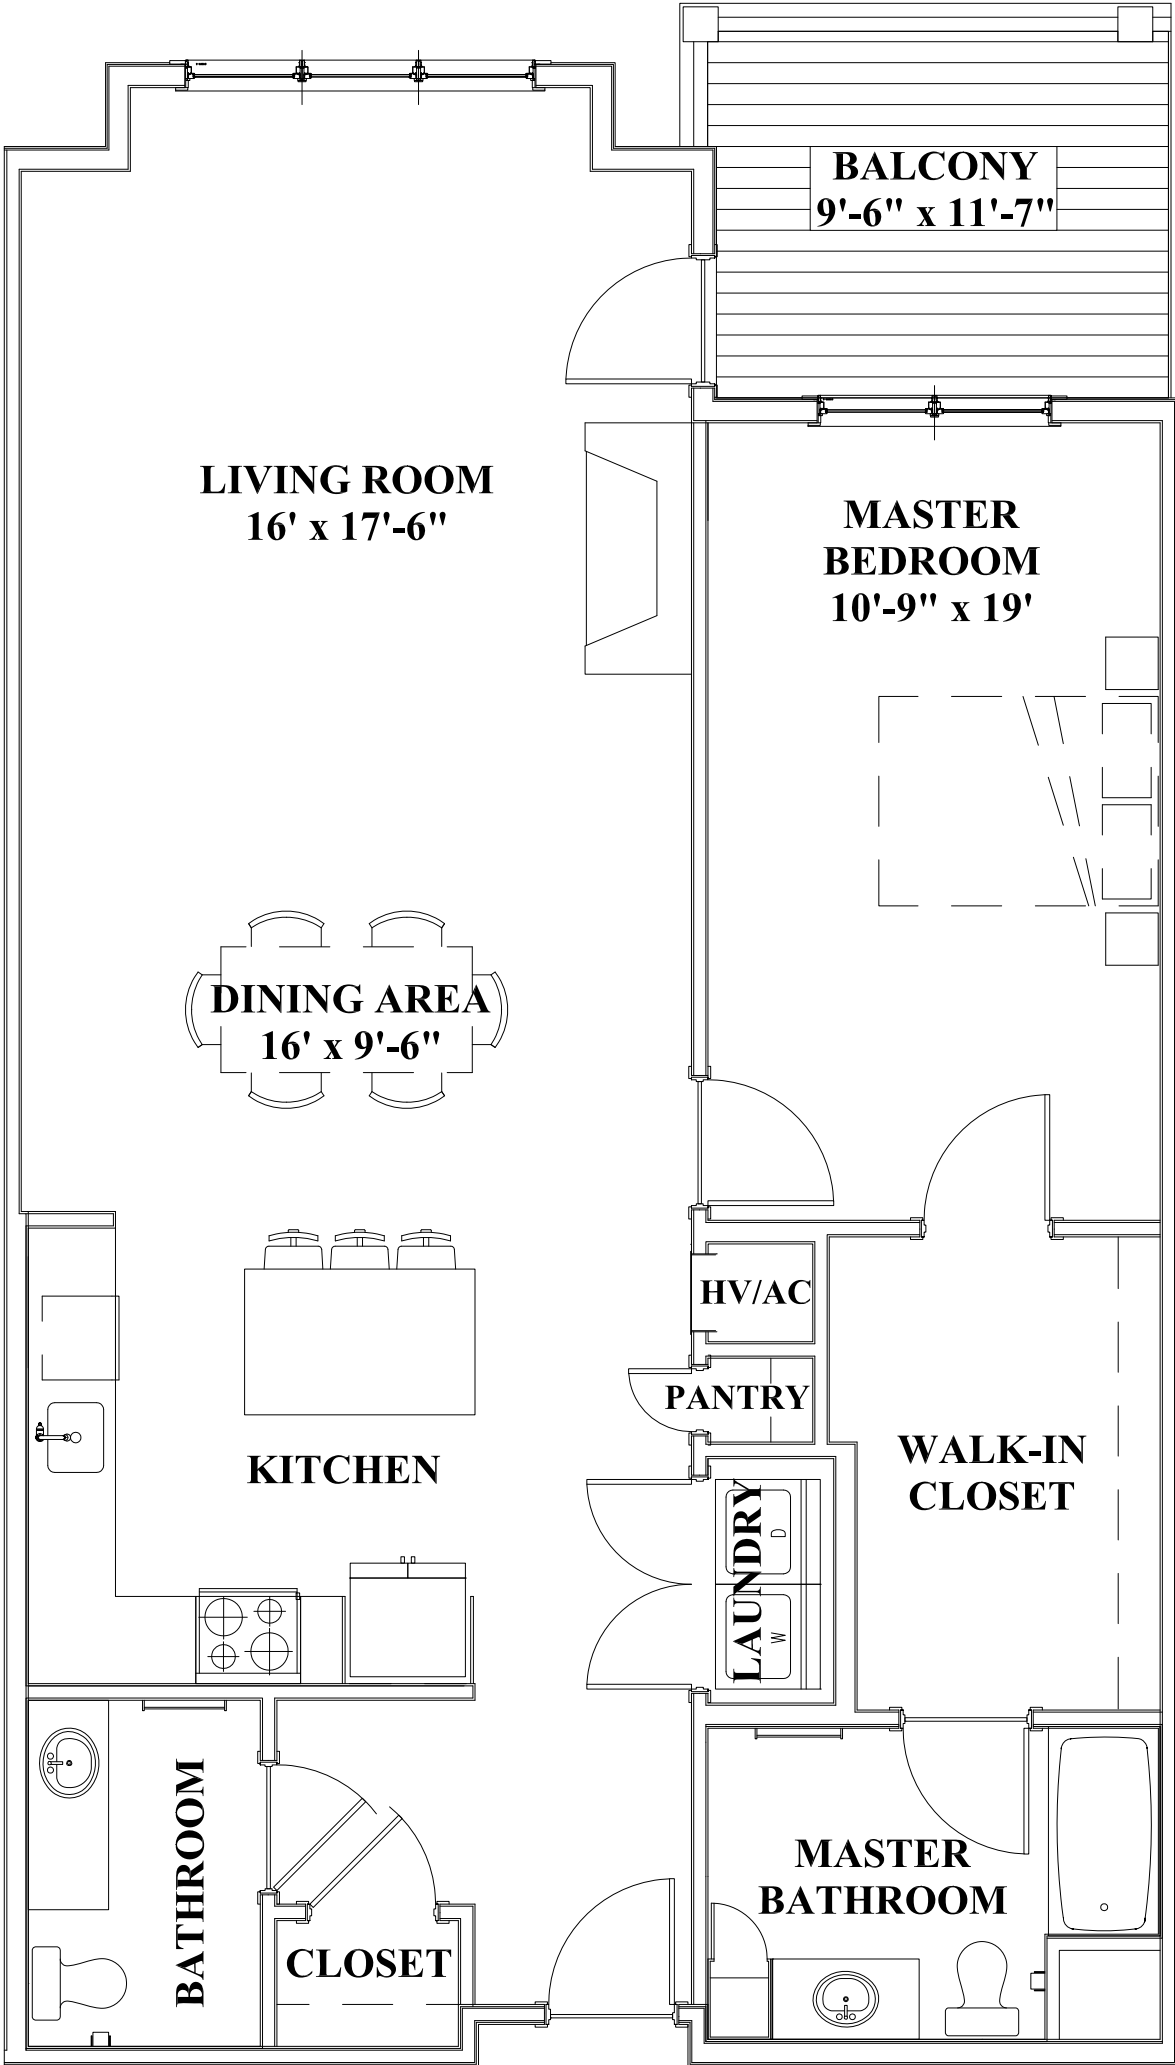 BALCONY
9'-6" x 11'-7"
LIVING ROOM
16' x 17'-6"
MASTER
BEDROOM
10'-9" x 19'
DINING AREA
16' x 9'-6"
HV/AC
PANTRY
KITCHEN
WALK-IN
CLOSET
LAUNDRY
D
W
BATHROOM
MASTER
BATHROOM
CLOSET